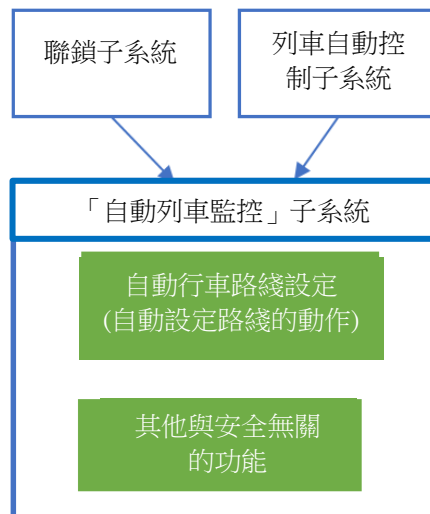 聯鎖子系統
列車自動控
制子系統
「自動列車監控」子系統
自動行車路綫設定
(自動設定路綫的動作)
其他與安全無關
的功能